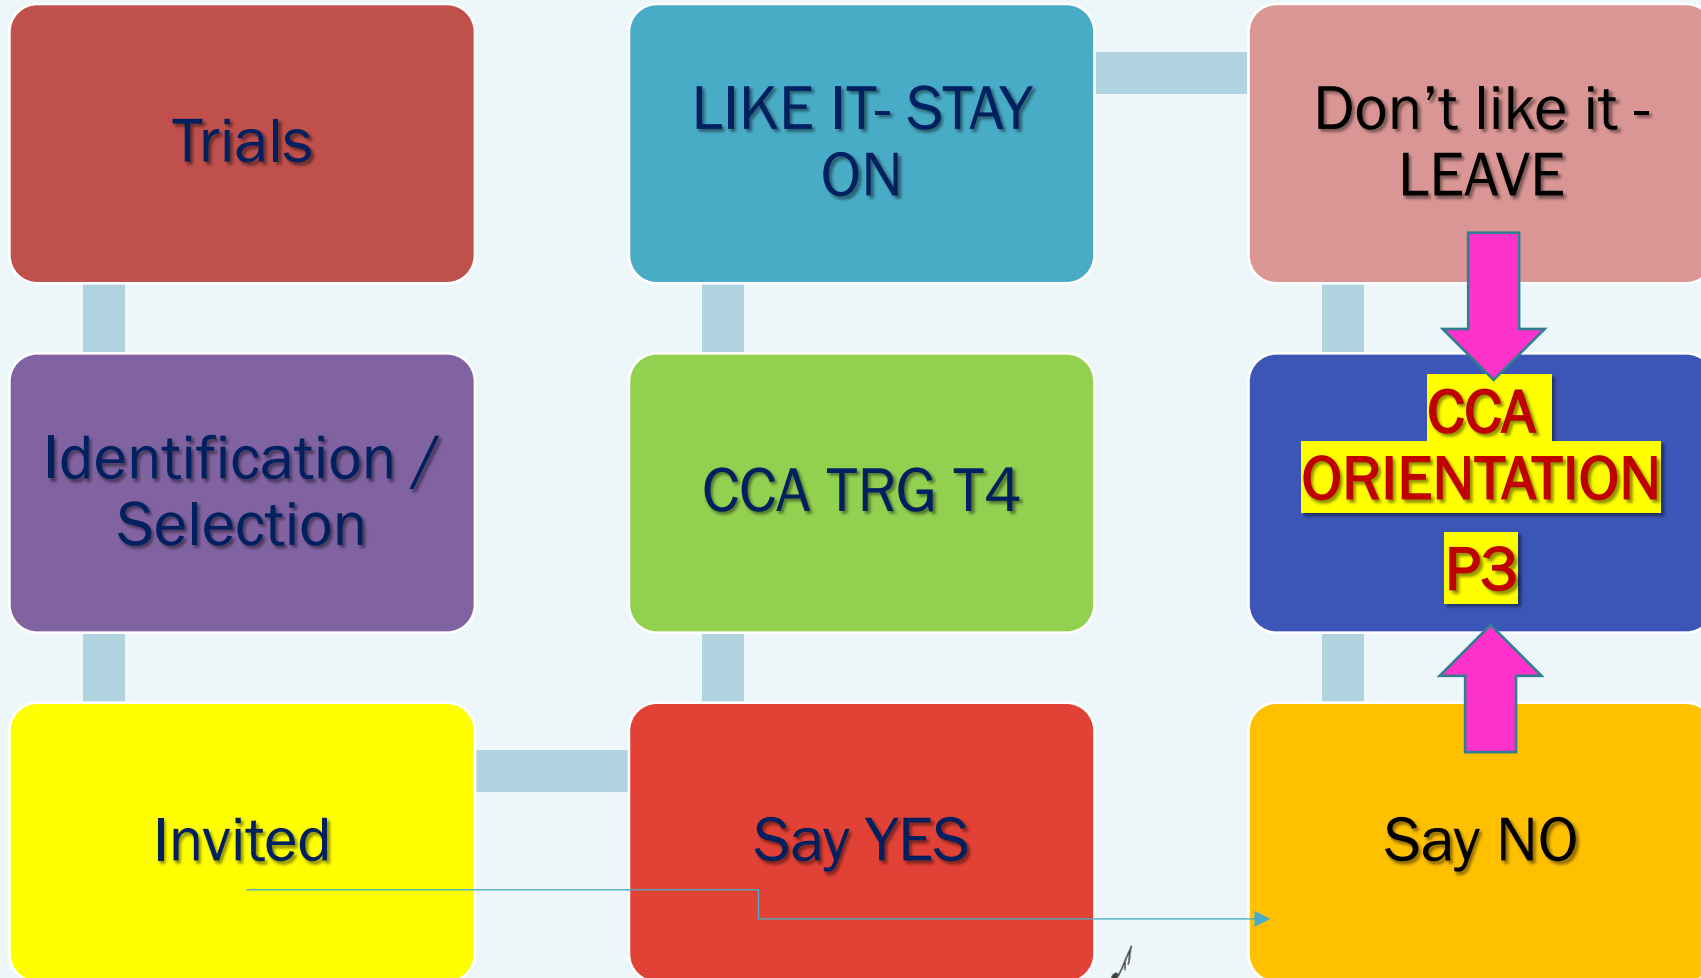 Trials
Identification /
Selection
Invited
Say YES
CCA TRG T4
LIKE IT- STAY
ON
Don’t like it -
LEAVE
CCA
ORIENTATION
P3
Say NO